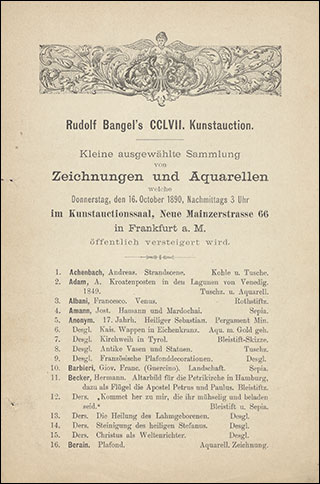 Rudolf Bangel's CCLVII. Kunstauction.
Kleine ausgewählte Sammlung
von
Zeichnungen und Aquarellen
welche
Donnerstag, den 16. October 1890, Nachmittags 3 Uhr
im Kunstauctionssaal, Neue Mainzerstrasse 66
in Frankfurt a. M.
öffentlich versteigert wird.
1. Achenbach, Andreas. Strandscene. Kohle u. Tusche.
2. Adam, A. Kroatenposten in den Lagunen von Venedig.
1849. Tuschz. u. Aquarell.
3. Albani, Francesco. Venus. Rothstiftz.
4. Amann, Jost. Hamann und Mardochai. Sepia.
5. Anonym. 17. Jahrh. Heiliger Sebastian. Pergament Min.
6. Desgl. Kais. Wappen in Eichenkranz. Aqu. m. Gold geh.
7. Desgl. Kirchweih in Tyrol. Bleistift-Skizze.
8. Desgl. Antike Vasen und Statuen. Tuschz.
9. Desgl. Französische Plafonddecorationen. Desgl.
10. Barbieri, Giov. Franc. (Guercino). Landschaft. Sepia.
11. Becker, Hermann. Altarbild für die Petrikirche in Hamburg,
dazu als Flügel die Apostel Petrus und Paulus. Bleistiftz.
12. Ders. „Kommet her zu mir, die ihr mühselig und beladen
seid.“ Bleistift u. Sepia.
13. Ders. Die Heilung des Lahmgeborenen. Desgl.
14. Ders. Steinigung des heiligen Stefanus. Desgl.
15. Ders. Christus als Weltenrichter. Desgl.
16. Berain. Plafond. Aquarell. Zeichnung.